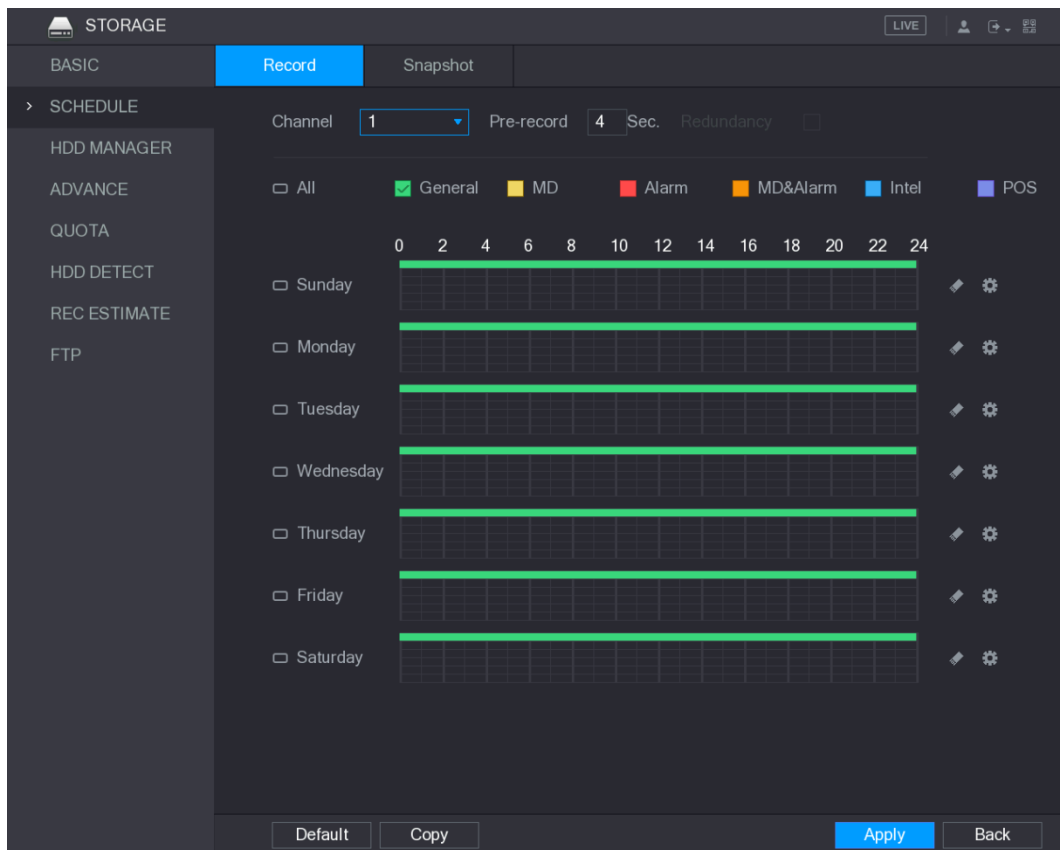 STORAGE LIVE
BASIC Record Snapshot
SCHEDULE
Channel 1 Pre-record 4 Sec. Redundancy
HDD MANAGER
ADVANCE
All General MD Alarm MD&Alarm Intel POS
QUOTA
0 2 4 6 8 10 12 14 16 18 20 22 24
HDD DETECT
Sunday
REC ESTIMATE
Monday
FTP
Tuesday
Wednesday
Thursday
Friday
Saturday
Default Copy Apply Back